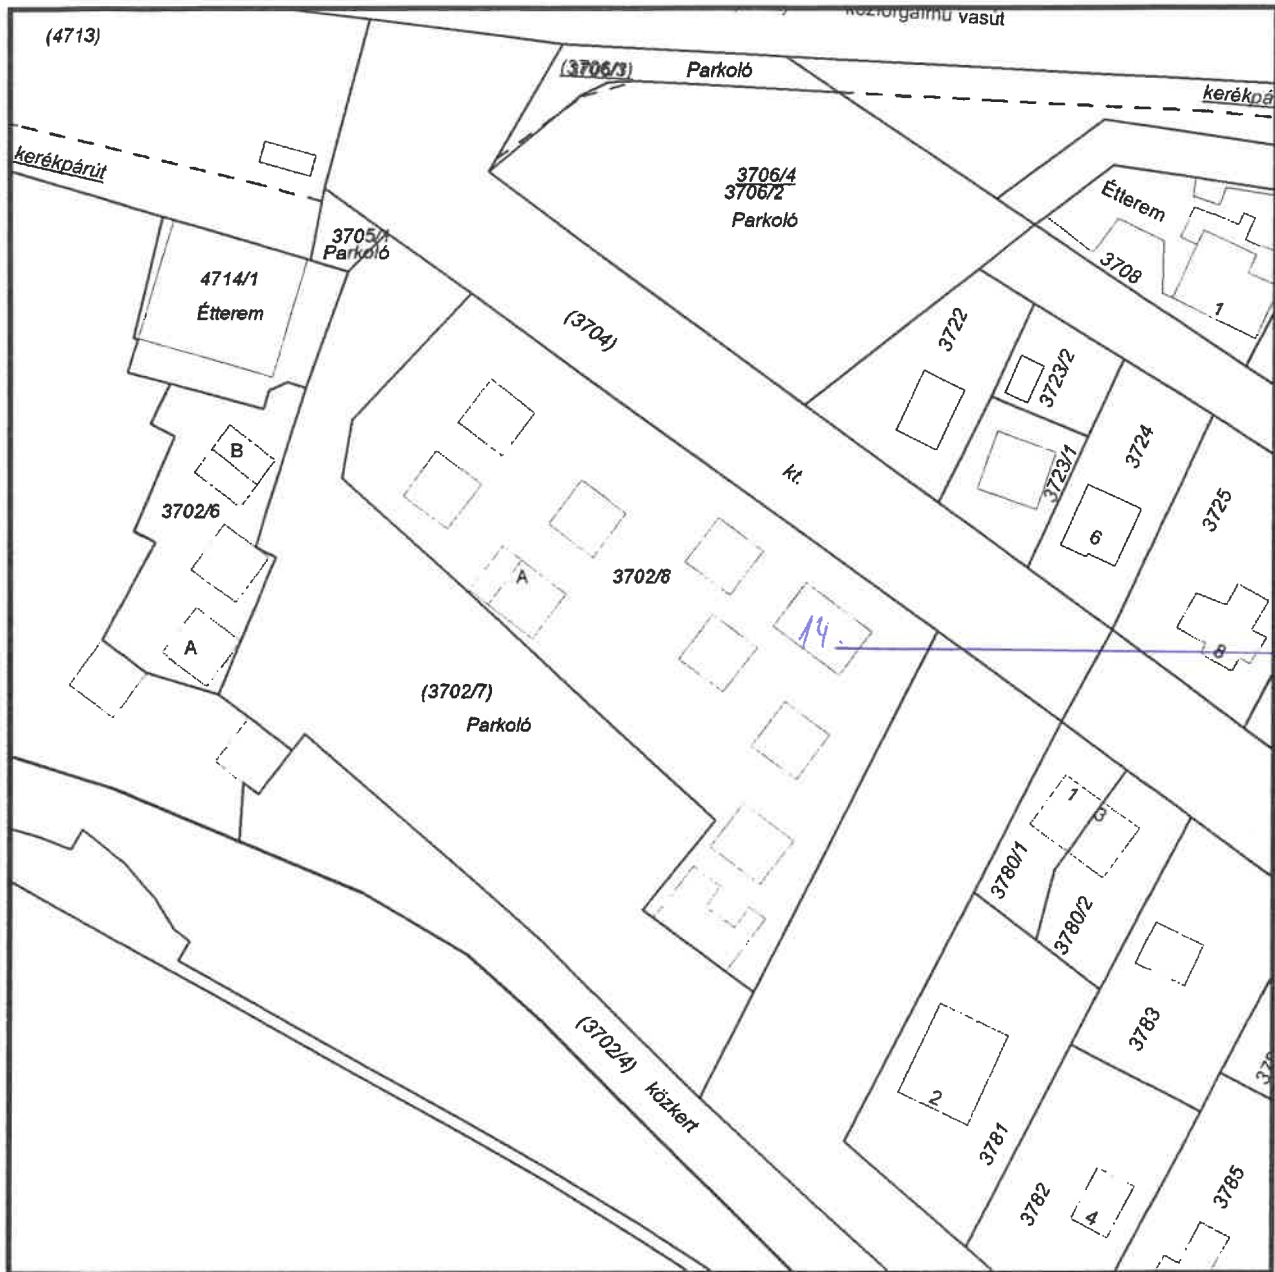 vasút
(4713)
(3706/3)
Parkoló
kerékpá
kerékpárút
3706/4
3706/2
Parkoló
Étterem
3705/1
Parkoló
3708
4714/1
Étterem
1
(3704)
3722
3723/2
B
3724
kt.
3723/1
3725
3702/6
6
A
3702/8
14.
A
8
(3702/7)
Parkoló
1
3
3780/1
3780/2
(3702/4)
közkert
3783
2
3781
3782
4
3785